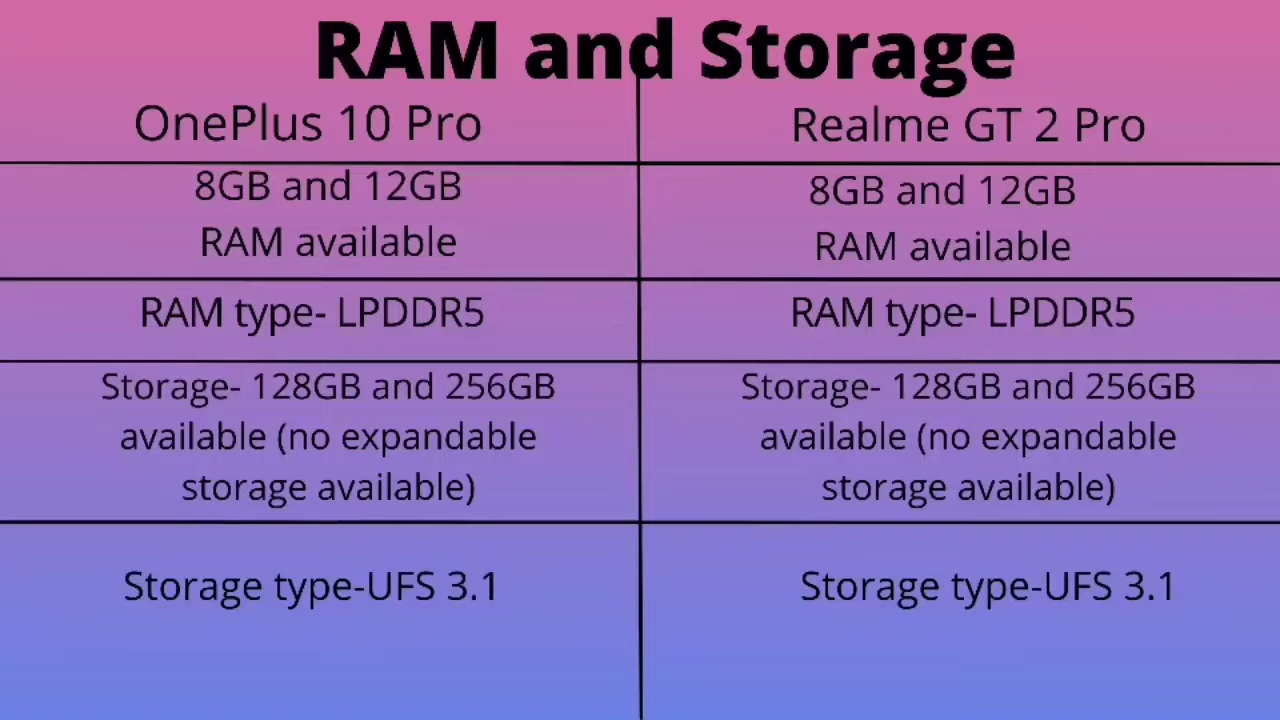 RAM and Storage
OnePlus 10 Pro
Realme GT 2 Pro
8GB and 12GB
RAM available
8GB and 12GB
RAM available
RAM type- LPDDR5
RAM type- LPDDR5
Storage- 128GB and 256GB
available (no expandable
storage available)
Storage- 128GB and 256GB
available (no expandable
storage available)
Storage type-UFS 3.1
Storage type-UFS 3.1